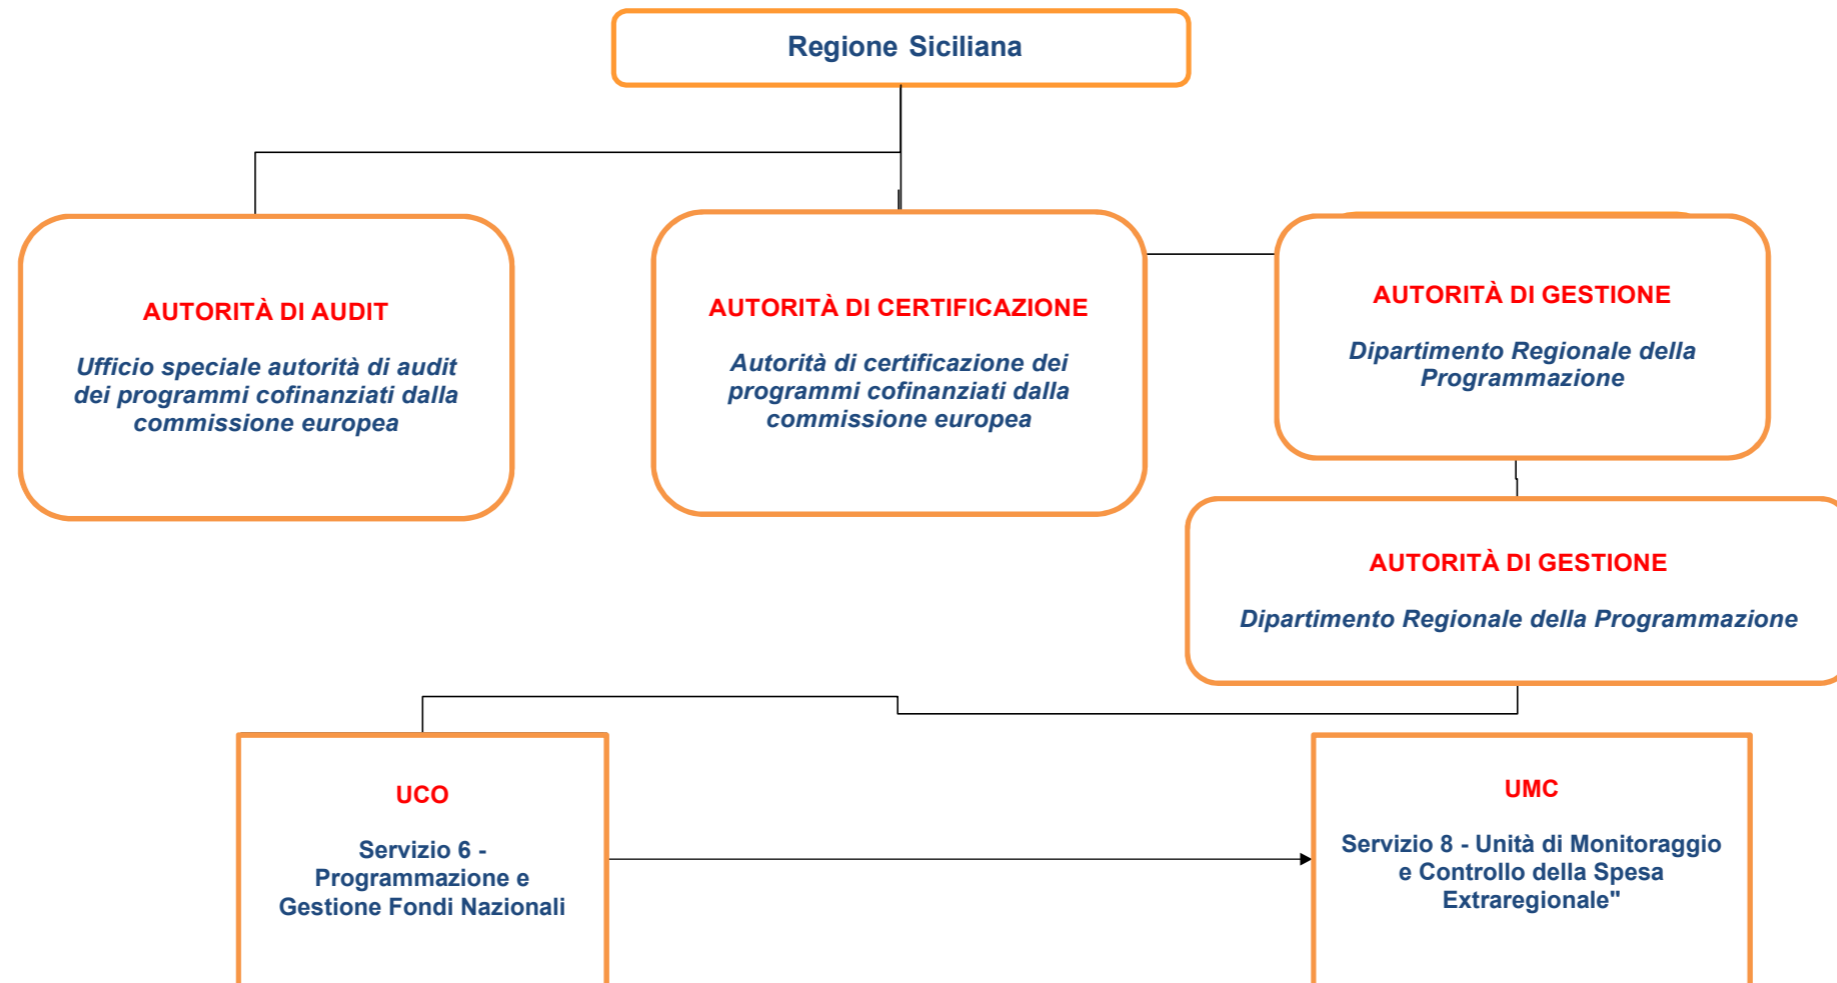 Regione Siciliana
AUTORITÀ DI AUDIT
Ufficio speciale autorità di audit
dei programmi cofinanziati dalla
commissione europea
AUTORITÀ DI CERTIFICAZIONE
Autorità di certificazione dei
programmi cofinanziati dalla
commissione europea
AUTORITÀ DI GESTIONE
Dipartimento Regionale della
Programmazione
AUTORITÀ DI GESTIONE
Dipartimento Regionale della Programmazione
UCO
Servizio 6 -
Programmazione e
Gestione Fondi Nazionali
UMC
Servizio 8 - Unità di Monitoraggio
e Controllo della Spesa
Extraregionale"